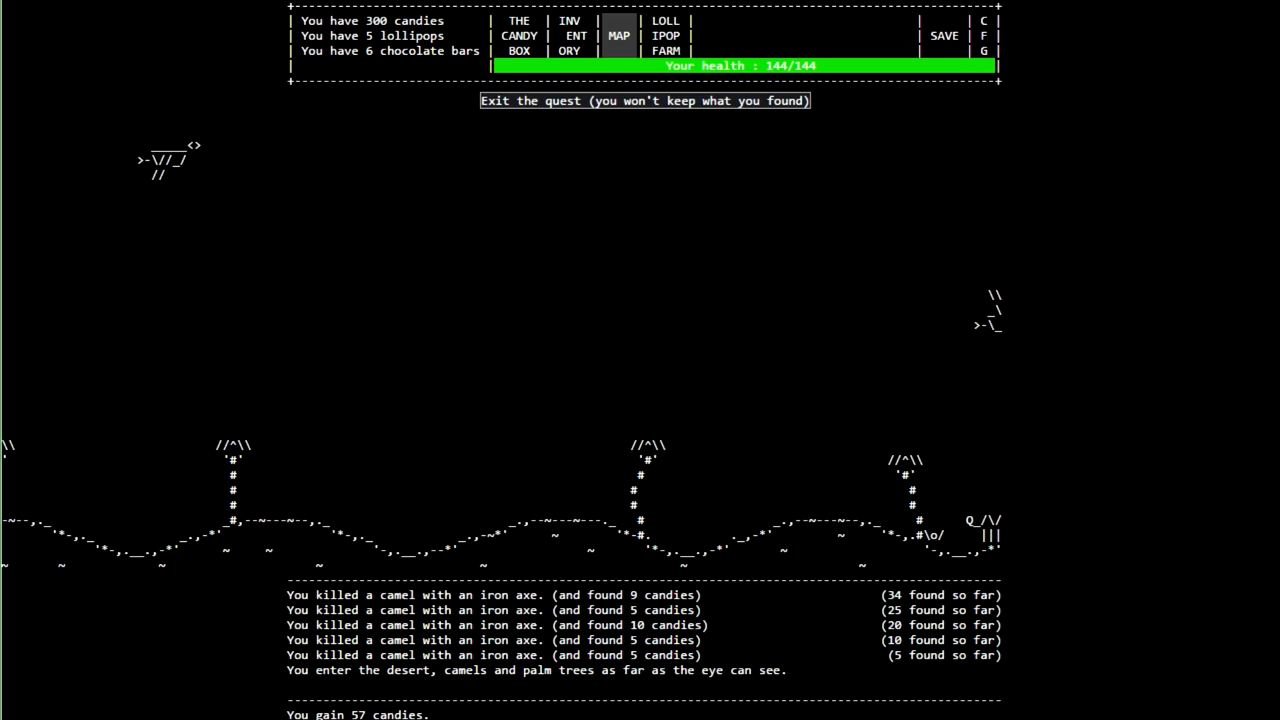 You have 300 candies THE INV LOLL C
You have 5 lollipops CANDY ENT MAP IPOP SAVE F
You have 6 chocolate bars BOX ORY FARM G
Your health : 144/144
Exit the quest (you won't keep what you found)
You killed a camel with an iron axe. (and found 9 candies) (34 found so far)
You killed a camel with an iron axe. (and found 5 candies) (25 found so far)
You killed a camel with an iron axe. (and found 10 candies) (20 found so far)
You killed a camel with an iron axe. (and found 5 candies) (10 found so far)
You killed a camel with an iron axe. (and found 5 candies) (5 found so far)
You enter the desert, camels and palm trees as far as the eye can see.
You gain 57 candies.